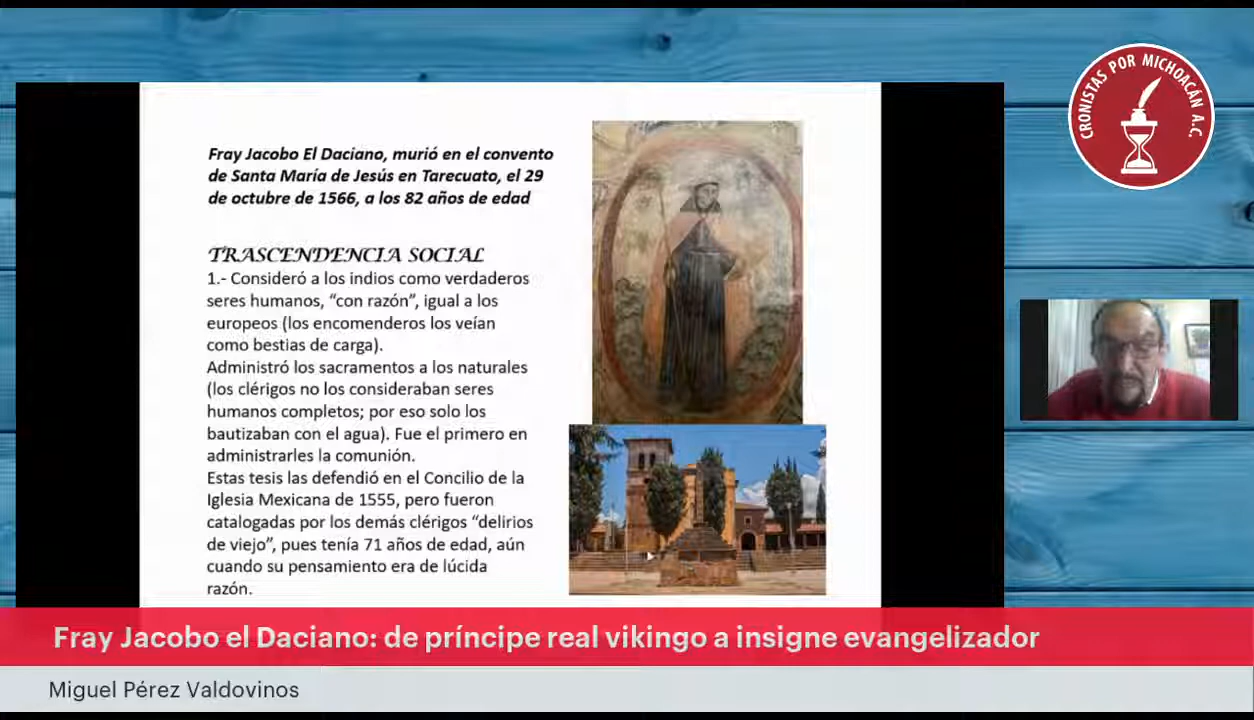 CRONISTAS POR MICHOACÁN A.C.
Fray Jacobo El Daciano, murió en el convento
de Santa María de Jesús en Tarecuato, el 29
de octubre de 1566, a los 82 años de edad
TRASCENDENCIA SOCIAL
1.- Consideró a los indios como verdaderos
seres humanos, “con razón”, igual a los
europeos (los encomenderos los veían
como bestias de carga).
Administró los sacramentos a los naturales
(los clérigos no los consideraban seres
humanos completos; por eso solo los
bautizaban con el agua). Fue el primero en
administrarles la comunión.
Estas tesis las defendió en el Concilio de la
Iglesia Mexicana de 1555, pero fueron
catalogadas por los demás clérigos “delirios
de viejo”, pues tenía 71 años de edad, aún
cuando su pensamiento era de lúcida
razón.
Fray Jacobo el Daciano: de príncipe real vikingo a insigne evangelizador
Miguel Pérez Valdovinos